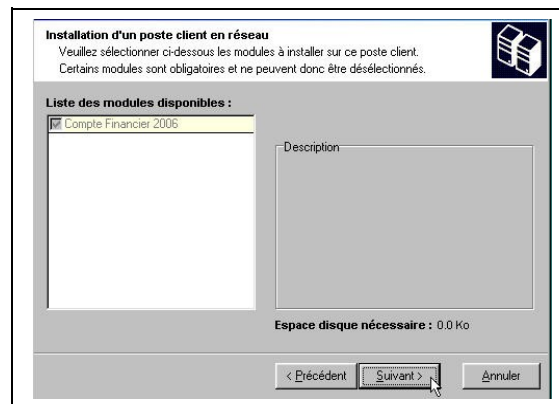 Installation d'un poste client en réseau
Veuillez sélectionner ci-dessous les modules à installer sur ce poste client.
Certains modules sont obligatoires et ne peuvent donc être désélectionnés.
Liste des modules disponibles :
Compte Financier 2006
Description
Espace disque nécessaire : 0.0 Ko
< Précédent
Suivant >
Annuler